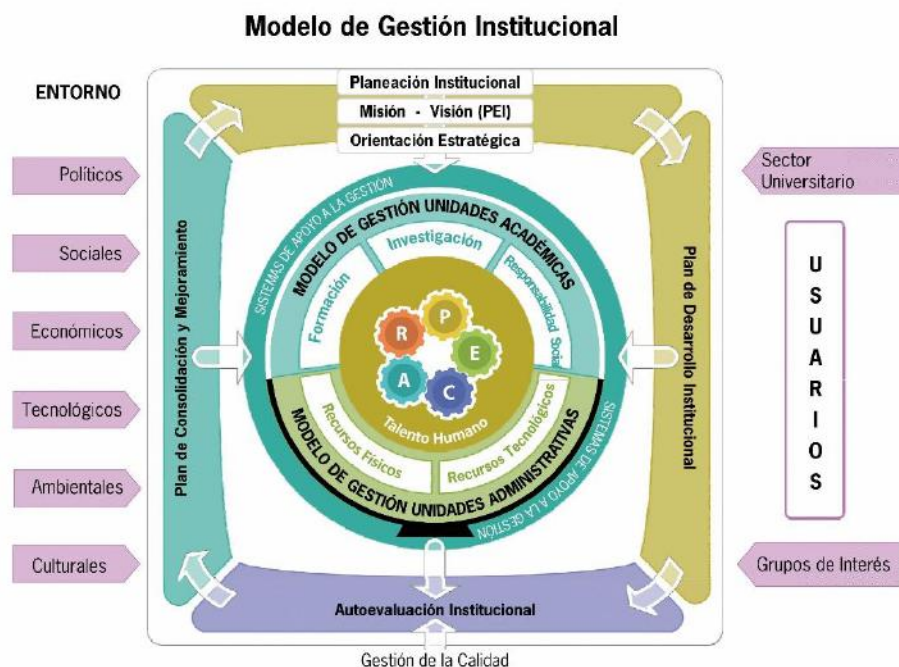 Modelo de Gestión Institucional
ENTORNO
Políticos
Sociales
Económicos
Tecnológicos
Ambientales
Culturales
Planeación Institucional
Misión - Visión (PEI)
Orientación Estratégica
Plan de Consolidación y Mejoramiento
SISTEMAS DE APOYO A LA GESTIÓN
MODELO DE GESTIÓN UNIDADES ACADÉMICAS
Formación
Investigación
Responsabilidad Social
R
P
E
A
C
Talento Humano
Recursos Físicos
Recursos Tecnológicos
MODELO DE GESTIÓN UNIDADES ADMINISTRATIVAS
SISTEMAS DE APOYO A LA GESTIÓN
Plan de Desarrollo Institucional
Autoevaluación Institucional
Gestión de la Calidad
Sector
Universitario
USUARIOS
Grupos de Interés